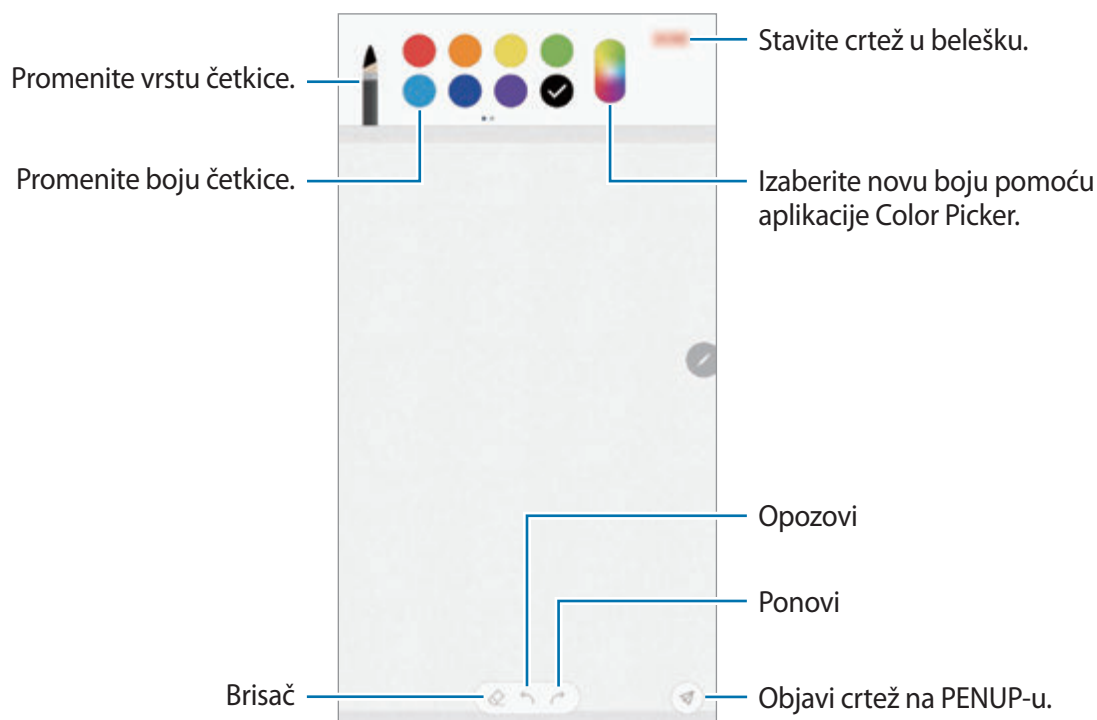 Stavite crtež u belešku.
Promenite vrstu četkice.
Promenite boju četkice.
Izaberite novu boju pomoću
aplikacije Color Picker.
Opozovi
Ponovi
Brisač
Objavi crtež na PENUP-u.